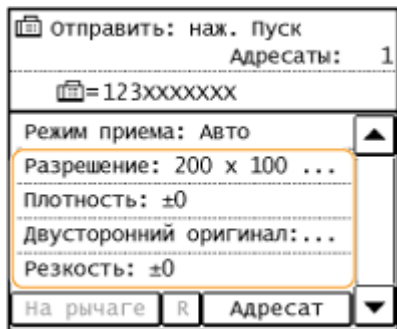 Отправить: наж. Пуск
Адресаты: 1
=123xxxxxxx
Режим приема: Авто
Разрешение: 200 x 100 ...
Плотность: ±0
Двусторонний оригинал:...
Резкость: ±0
На рычаге R Адресат